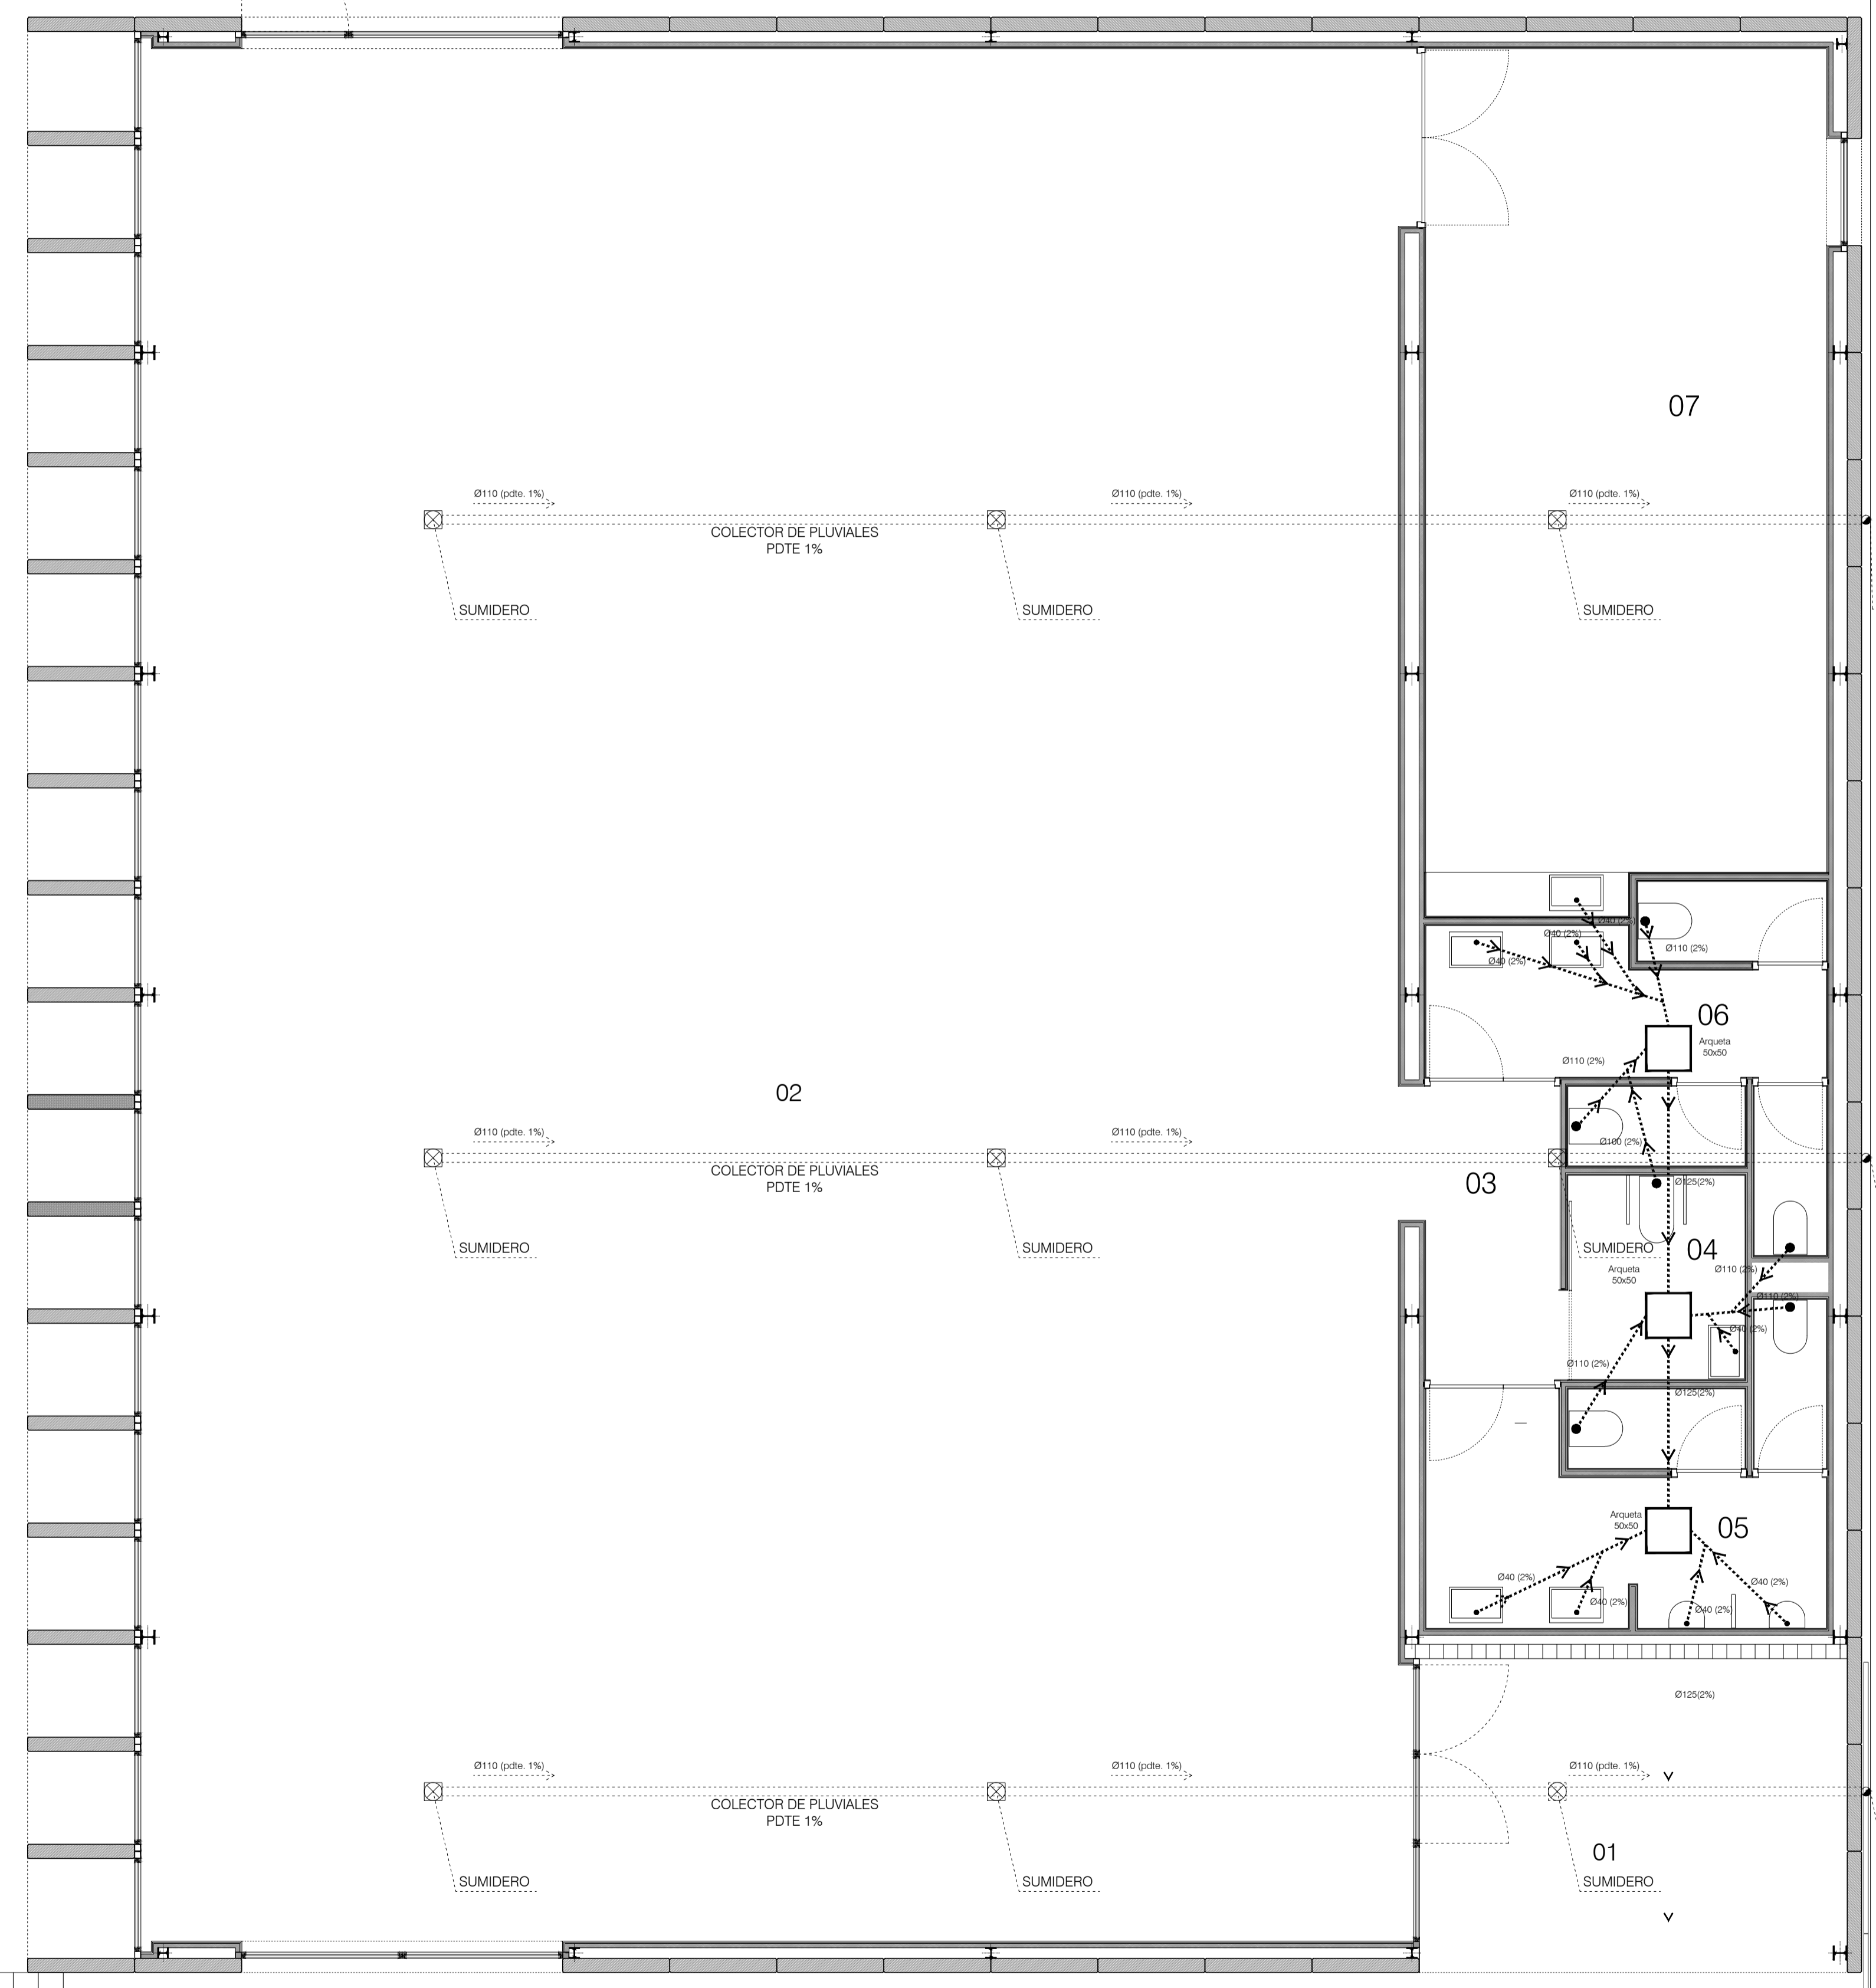 07
Ø110 (pdte. 1%)
Ø110 (pdte. 1%)
Ø110 (pdte. 1%)
COLECTOR DE PLUVIALES
PDTE 1%
SUMIDERO
SUMIDERO
SUMIDERO
Ø40 (2%)
Ø40 (2%)
Ø110 (2%)
Ø40 (2%)
06
Arqueta
50x50
Ø110 (2%)
02
Ø110 (pdte. 1%)
Ø110 (pdte. 1%)
Ø100 (2%)
COLECTOR DE PLUVIALES
PDTE 1%
03
Ø125(2%)
SUMIDERO
SUMIDERO
SUMIDERO
04
Arqueta
50x50
Ø110 (2%)
Ø110 (2%)
Ø40 (2%)
Ø110 (2%)
Ø125(2%)
Arqueta
50x50
05
Ø40 (2%)
Ø40 (2%)
Ø40 (2%)
Ø40 (2%)
Ø125(2%)
Ø110 (pdte. 1%)
Ø110 (pdte. 1%)
Ø110 (pdte. 1%)
COLECTOR DE PLUVIALES
PDTE 1%
01
SUMIDERO
SUMIDERO
SUMIDERO